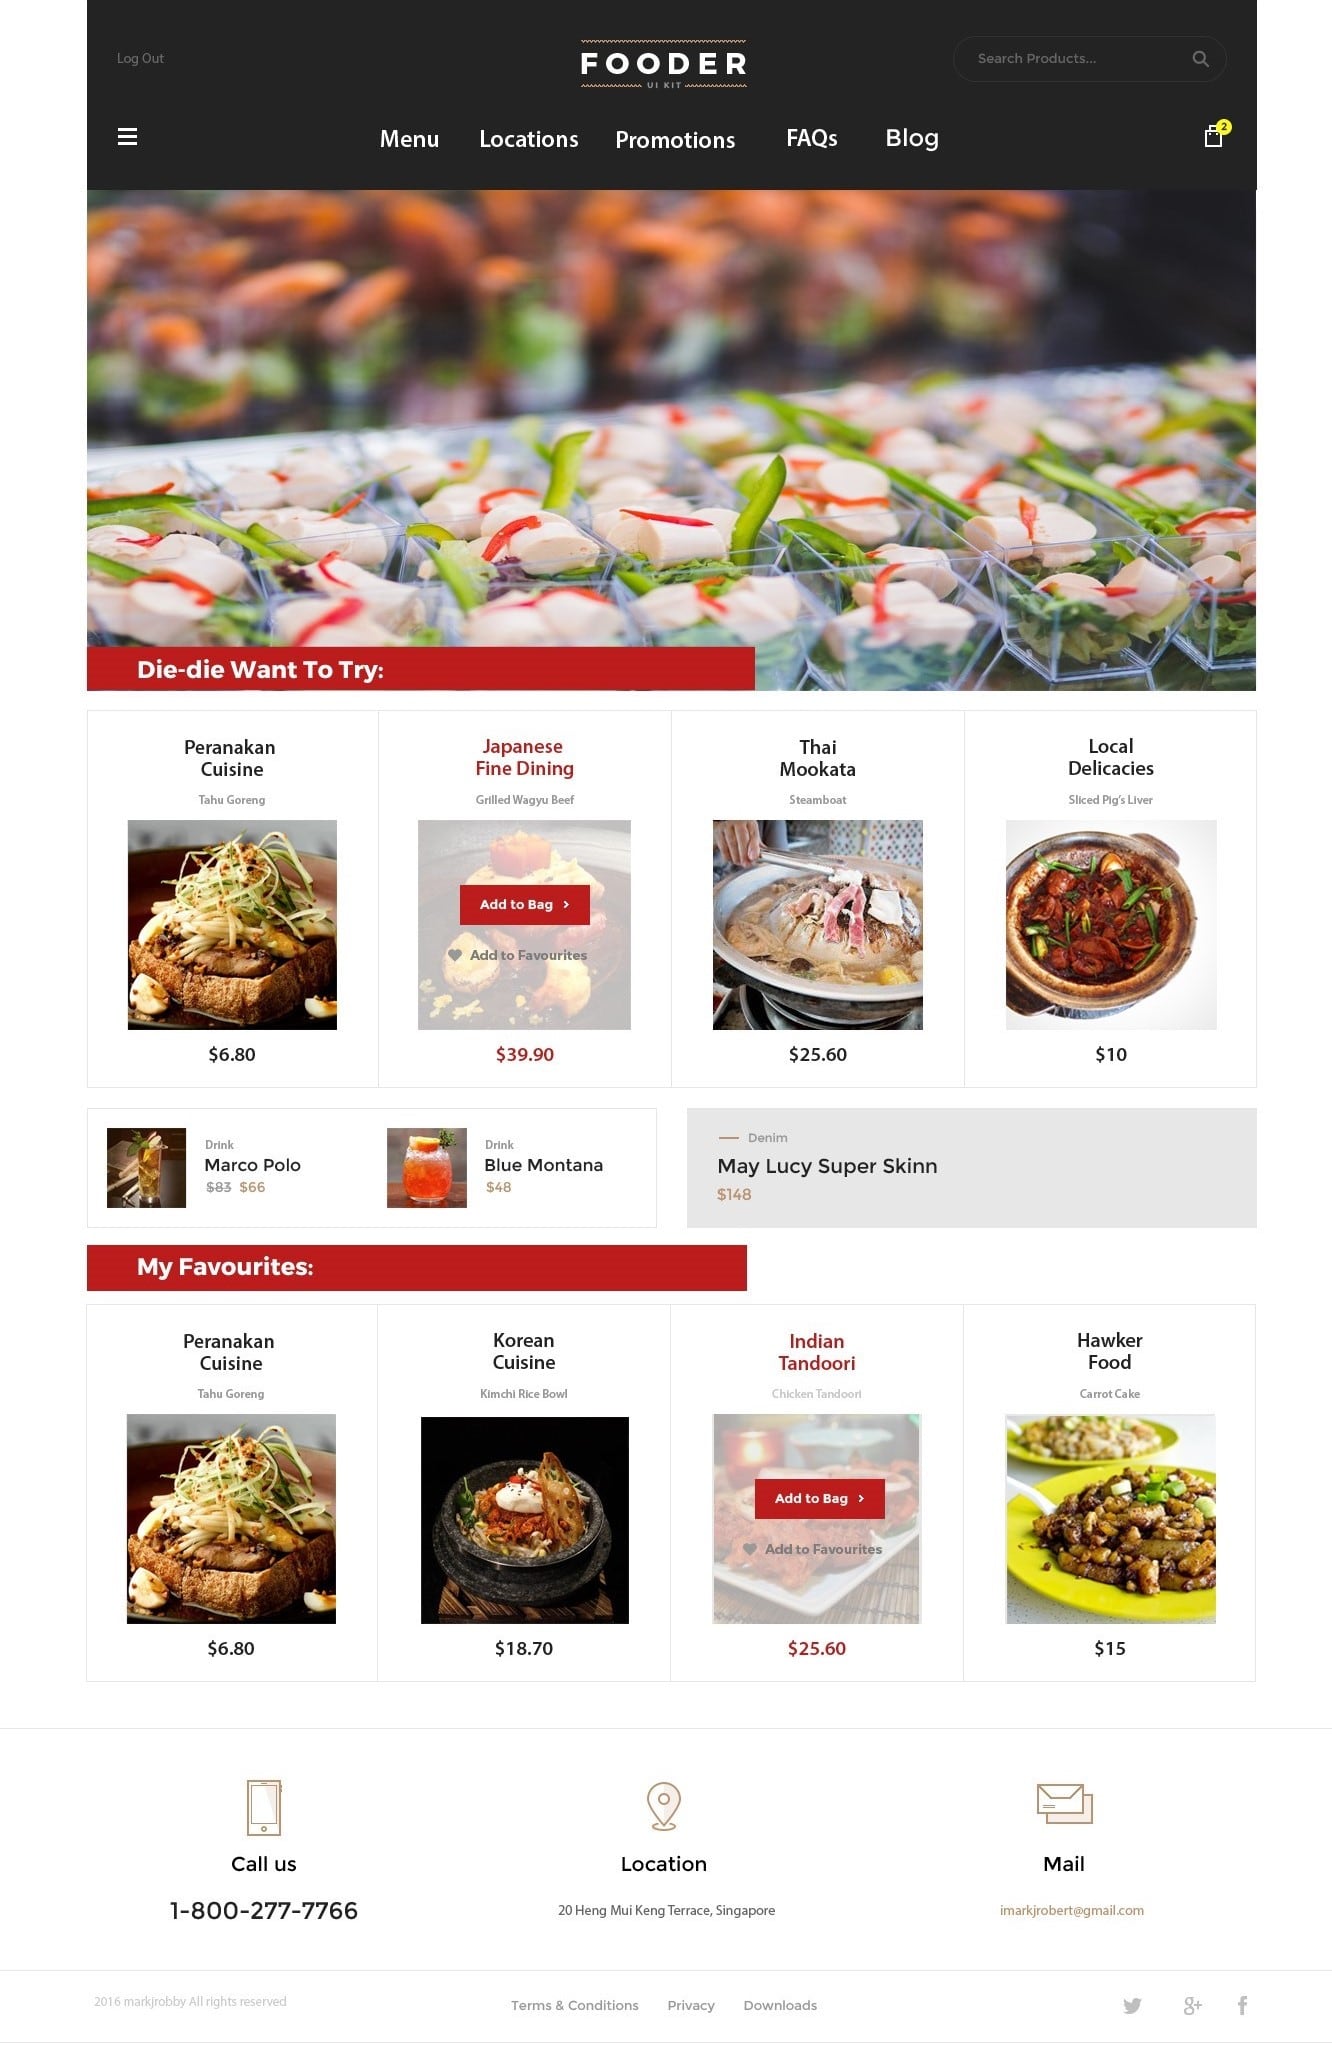 Log Out
FOODER
UI KIT
Search Products...
Menu Locations Promotions FAQs Blog
2
Die-die Want To Try:
Peranakan
Cuisine
Tahu Goreng
$6.80
Japanese
Fine Dining
Grilled Wagyu Beef
Add to Bag
Add to Favourites
$39.90
Thai
Mookata
Steamboat
$25.60
Local
Delicacies
Sliced Pig's Liver
$10
Drink
Marco Polo
$83 $66
Drink
Blue Montana
$48
Denim
May Lucy Super Skinn
$148
My Favourites:
Peranakan
Cuisine
Tahu Goreng
$6.80
Korean
Cuisine
Kimchi Rice Bowl
$18.70
Indian
Tandoori
Chicken Tandoori
Add to Bag
Add to Favourites
$25.60
Hawker
Food
Carrot Cake
$15
Call us
1-800-277-7766
Location
20 Heng Mui Keng Terrace, Singapore
Mail
imarkjrobert@gmail.com
2016 markjrobby All rights reserved
Terms & Conditions Privacy Downloads